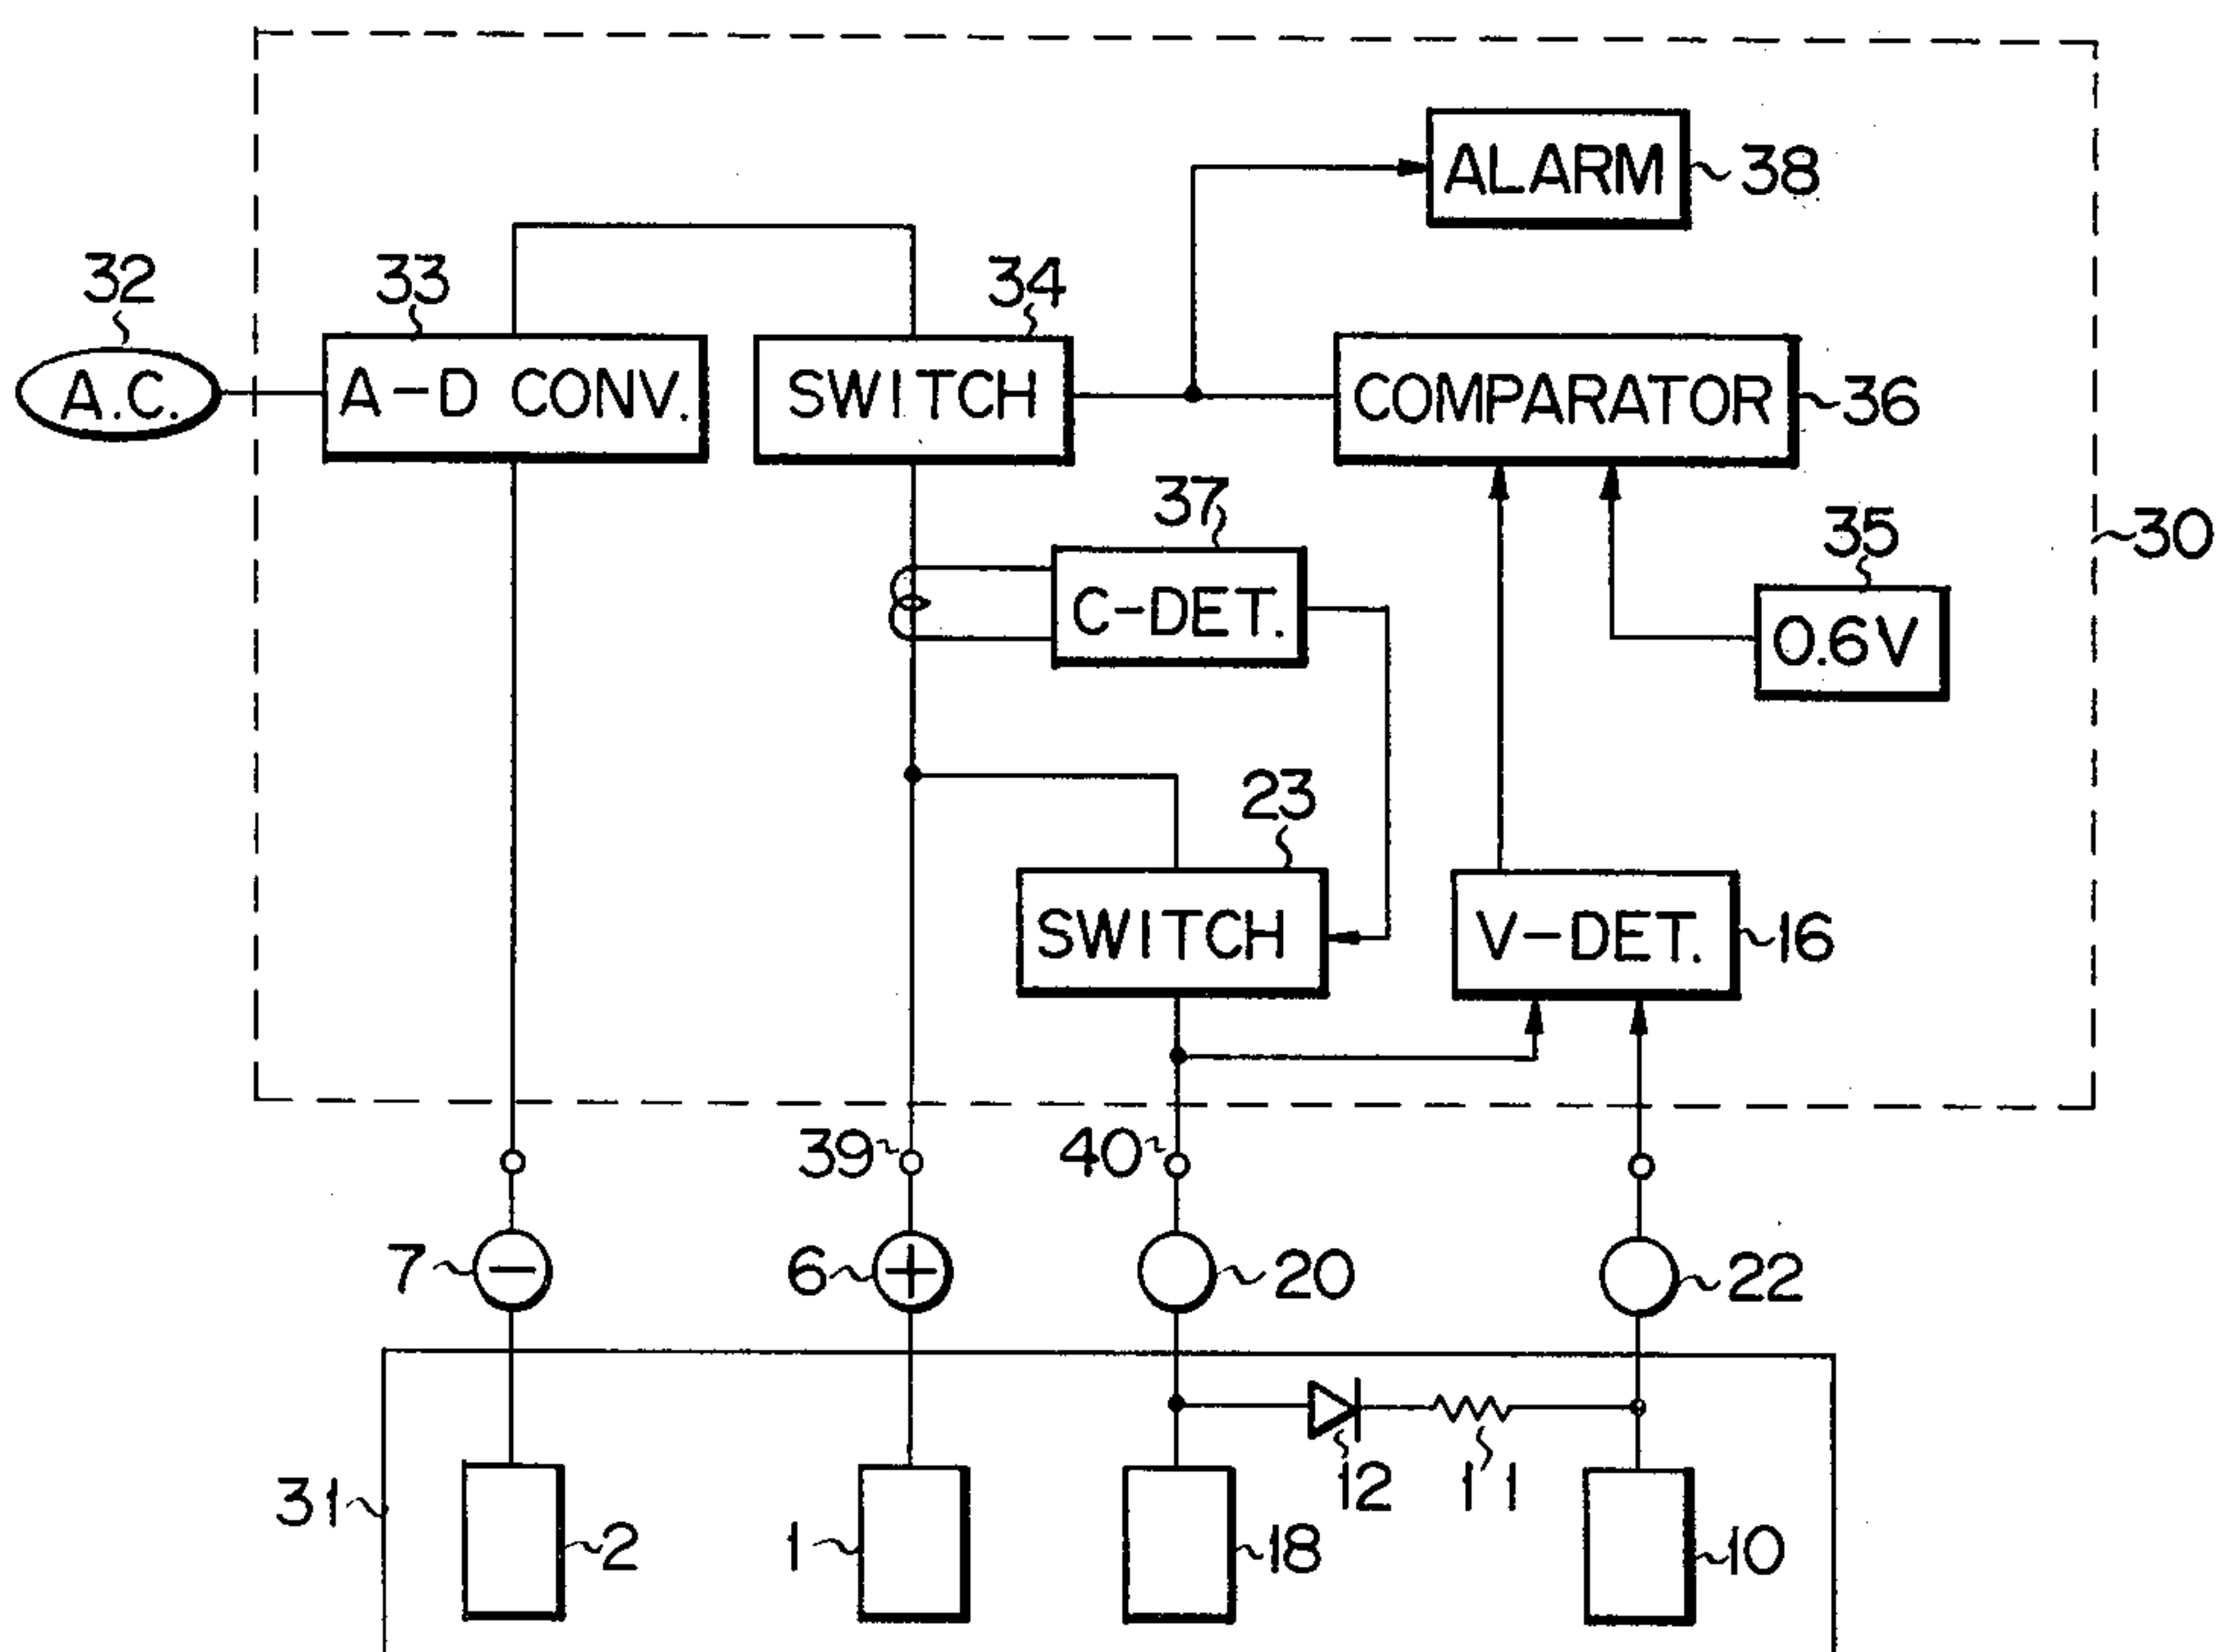 ALARM
38
32
33
34
A.C.
A-D CONV.
SWITCH
COMPARATOR
36
37
35
30
C-DET.
0.6V
23
SWITCH
V-DET.
16
39
40
7
−
6
+
20
22
31
12
11
2
1
18
10